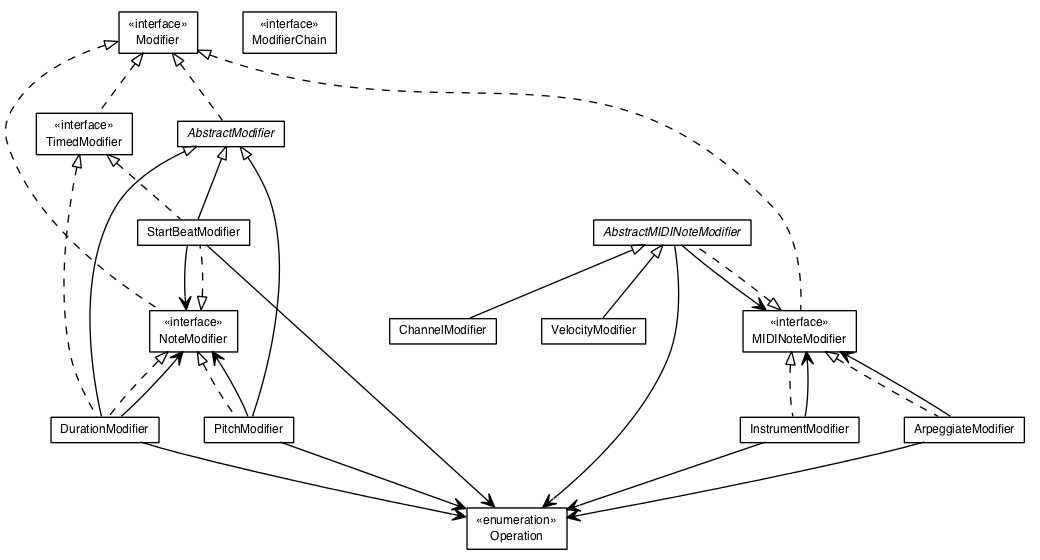 «interface»
Modifier
«interface»
ModifierChain
«interface»
TimedModifier
AbstractModifier
StartBeatModifier
AbstractMIDINoteModifier
«interface»
NoteModifier
ChannelModifier
VelocityModifier
«interface»
MIDINoteModifier
DurationModifier
PitchModifier
InstrumentModifier
ArpeggiateModifier
«enumeration»
Operation